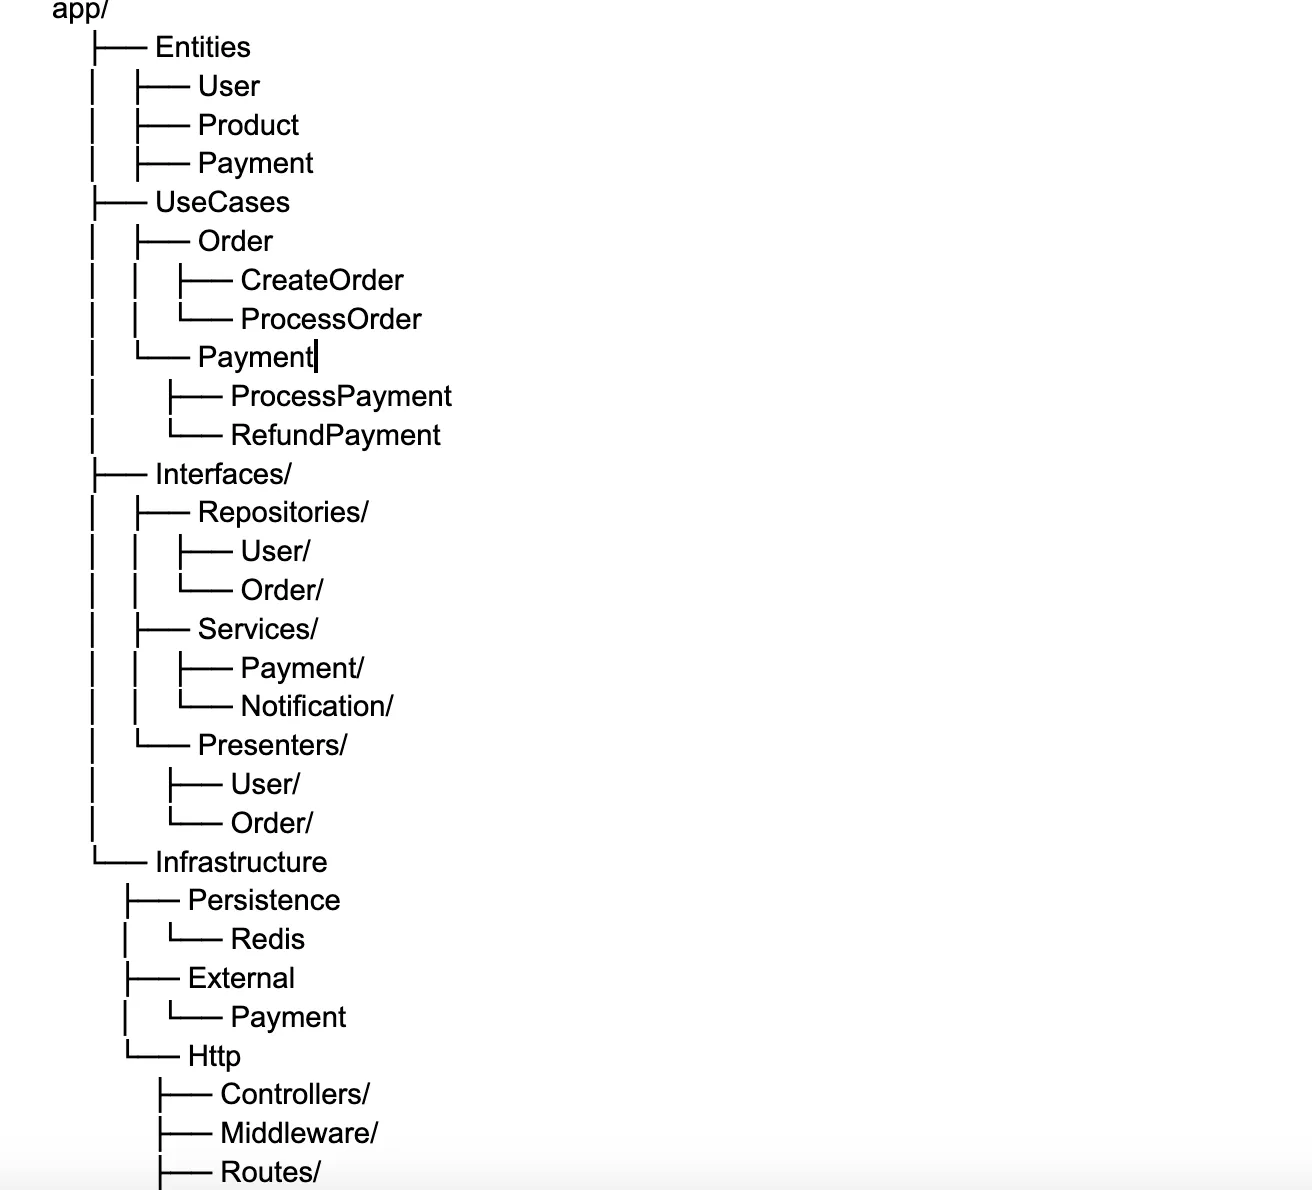 app/
├── Entities
│   ├── User
│   ├── Product
│   ├── Payment
├── UseCases
│   ├── Order
│   │   ├── CreateOrder
│   │   └── ProcessOrder
│   └── Payment
│       ├── ProcessPayment
│       └── RefundPayment
├── Interfaces/
│   ├── Repositories/
│   │   ├── User/
│   │   └── Order/
│   ├── Services/
│   │   ├── Payment/
│   │   └── Notification/
│   └── Presenters/
│       ├── User/
│       └── Order/
└── Infrastructure
    ├── Persistence
    │   └── Redis
    ├── External
    │   └── Payment
    └── Http
        ├── Controllers/
        ├── Middleware/
        ├── Routes/